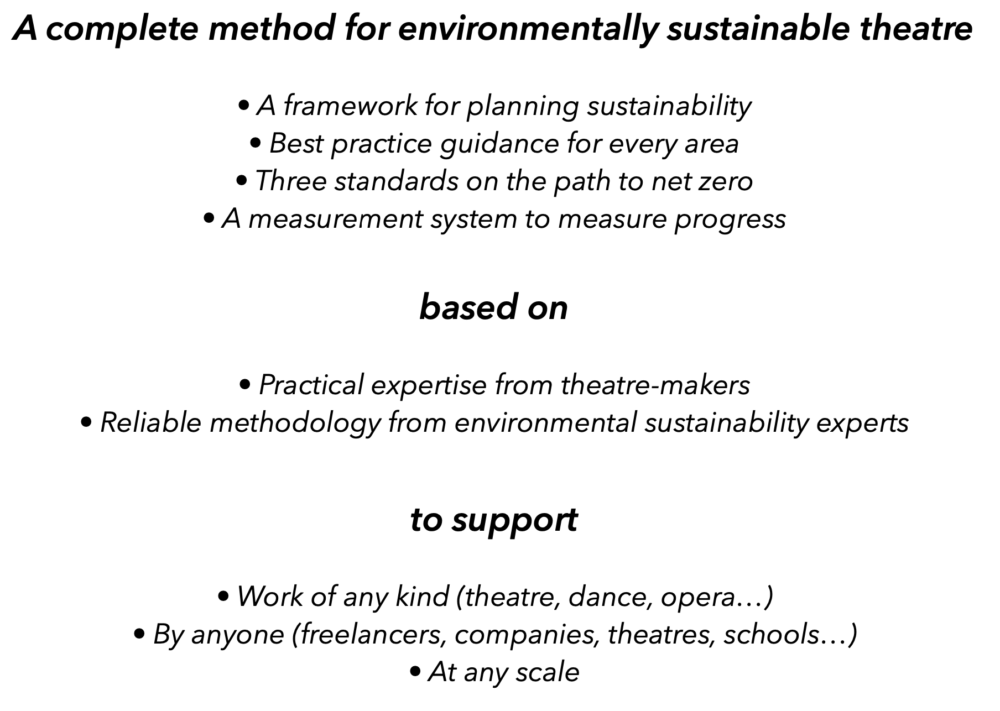 A complete method for environmentally sustainable theatre
• A framework for planning sustainability
• Best practice guidance for every area
• Three standards on the path to net zero
• A measurement system to measure progress
based on
• Practical expertise from theatre-makers
• Reliable methodology from environmental sustainability experts
to support
• Work of any kind (theatre, dance, opera…)
• By anyone (freelancers, companies, theatres, schools…)
• At any scale